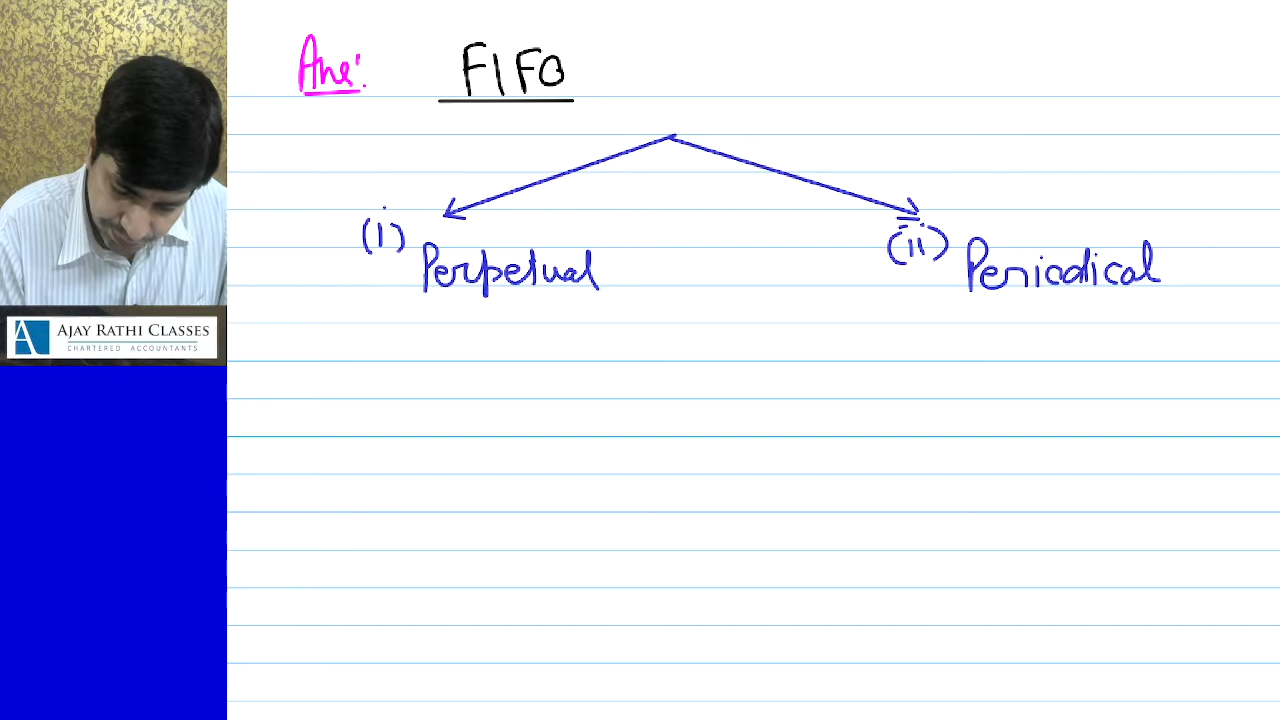 Ans:
FIFO
(i) Perpetual
(ii) Periodical
AJAY RATHI CLASSES
CHARTERED ACCOUNTANTS